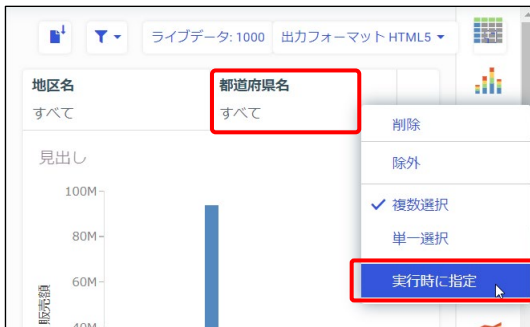 ライブデータ: 1000 出力フォーマット HTML5
地区名 都道府県名
すべて すべて
削除
見出し
除外
100M
複数選択
80M
単一選択
60M
実行時に指定
販売額
40M